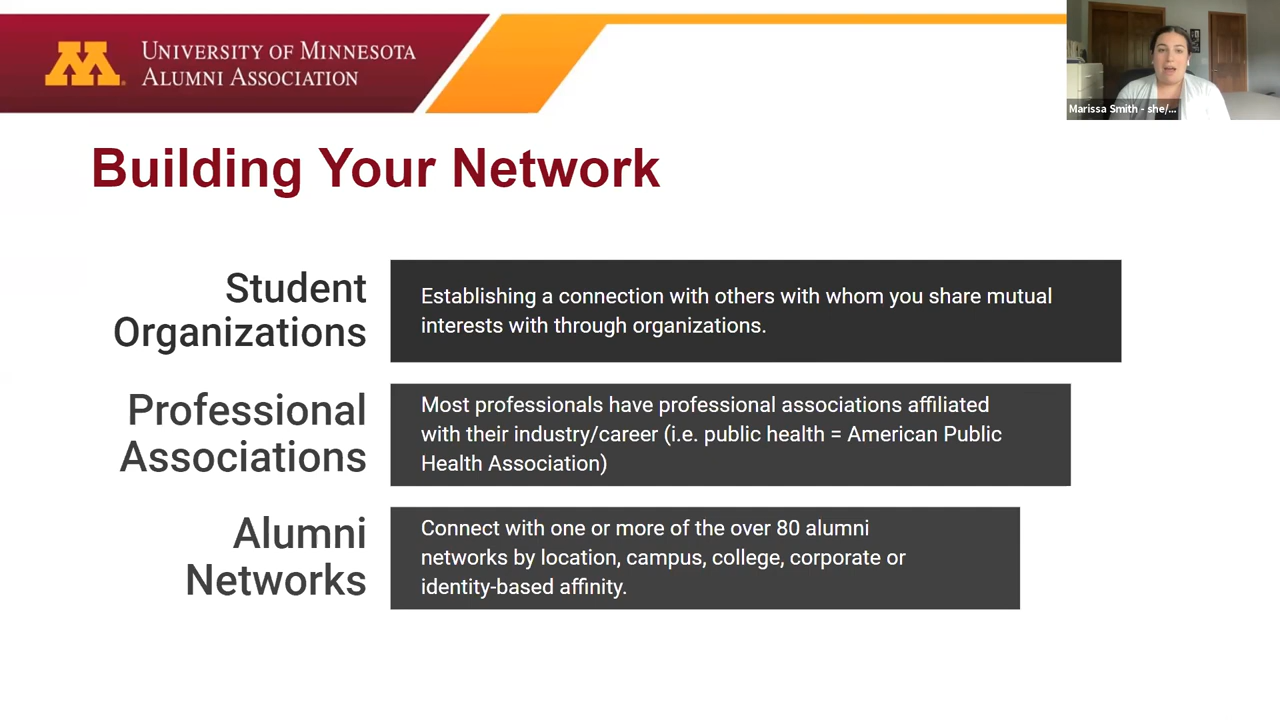 M
UNIVERSITY OF MINNESOTA
ALUMNI ASSOCIATION
Marissa Smith - she/...
Building Your Network
Student
Organizations
Establishing a connection with others with whom you share mutual
interests with through organizations.
Professional
Associations
Most professionals have professional associations affiliated
with their industry/career (i.e. public health = American Public
Health Association)
Alumni
Networks
Connect with one or more of the over 80 alumni
networks by location, campus, college, corporate or
identity-based affinity.